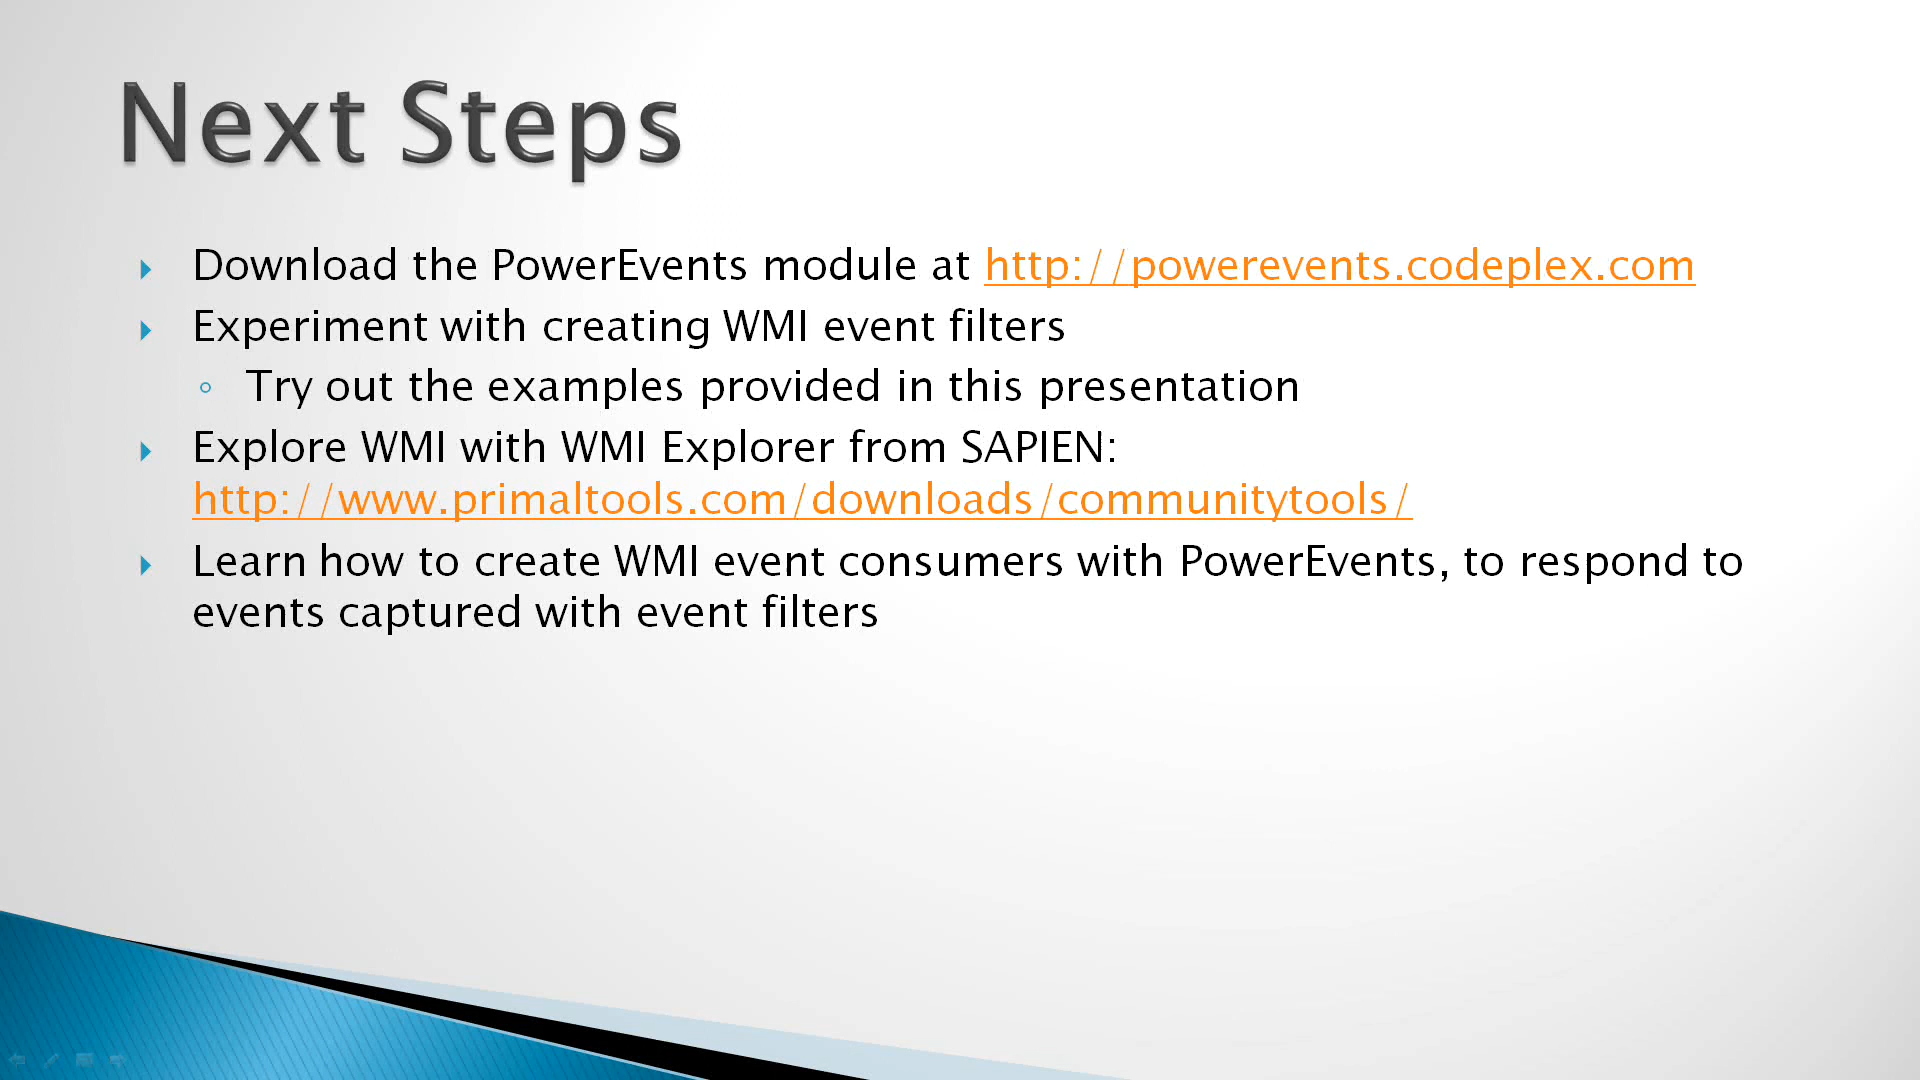 Next Steps
Download the PowerEvents module at http://powerevents.codeplex.com
Experiment with creating WMI event filters
Try out the examples provided in this presentation
Explore WMI with WMI Explorer from SAPIEN:
http://www.primaltools.com/downloads/communitytools/
Learn how to create WMI event consumers with PowerEvents, to respond to
events captured with event filters